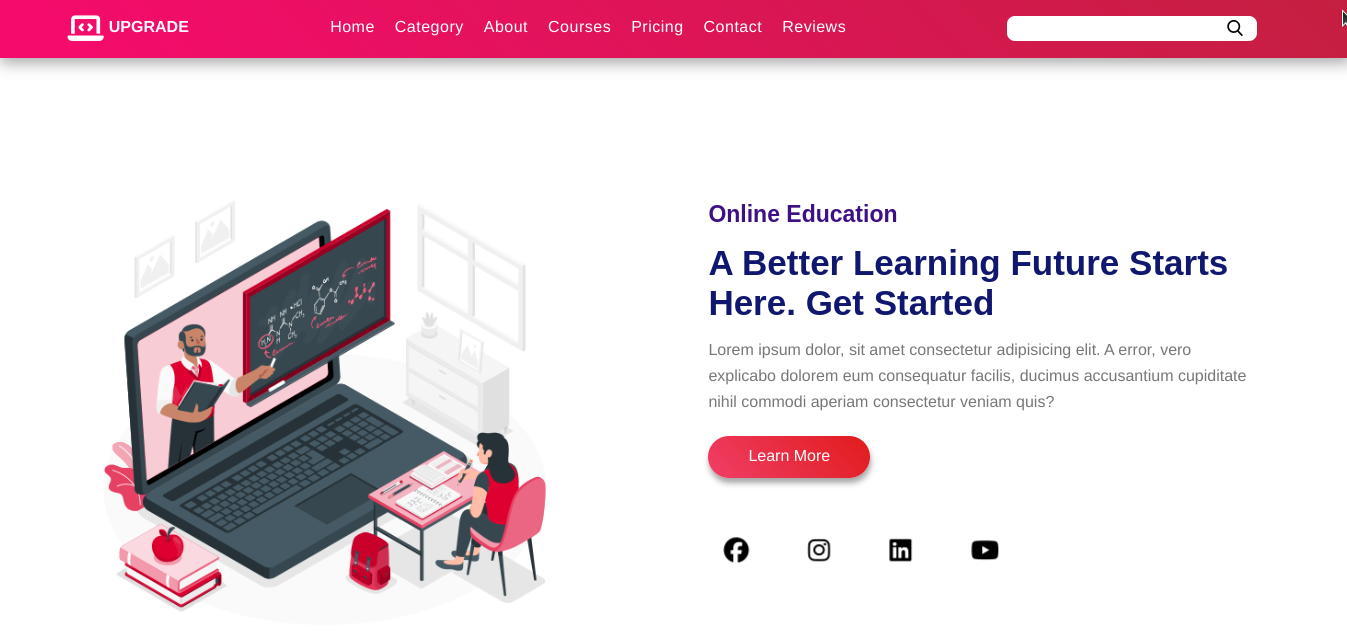 UPGRADE
Home Category About Courses Pricing Contact Reviews
Online Education
A Better Learning Future Starts
Here. Get Started
Lorem ipsum dolor, sit amet consectetur adipisicing elit. A error, vero
explicabo dolorem eum consequatur facilis, ducimus accusantium cupiditate
nihil commodi aperiam consectetur veniam quis?
Learn More